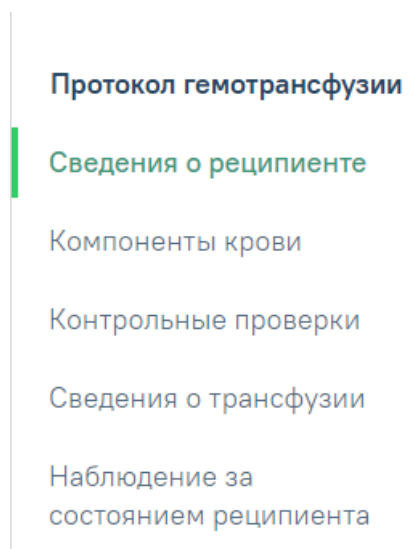 Протокол гемотрансфузии
Сведения о реципиенте
Компоненты крови
Контрольные проверки
Сведения о трансфузии
Наблюдение за
состоянием реципиента